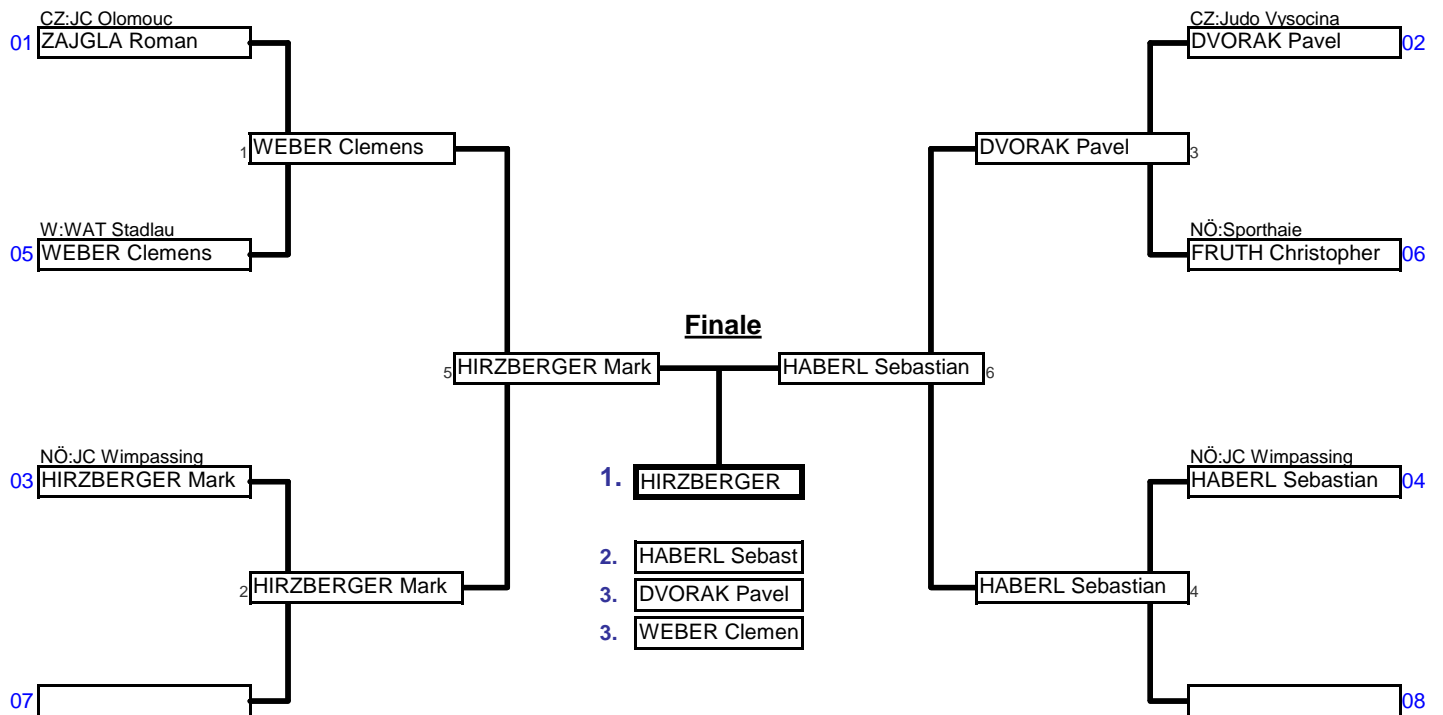 CZ:JC Olomouc
01 ZAJGLA Roman
1 WEBER Clemens
W:WAT Stadlau
05 WEBER Clemens
5 HIRZBERGER Mark
NÖ:JC Wimpassing
03 HIRZBERGER Mark
2 HIRZBERGER Mark
07
Finale
1. HIRZBERGER
2. HABERL Sebast
3. DVORAK Pavel
3. WEBER Clemen
CZ:Judo Vysocina
DVORAK Pavel 02
DVORAK Pavel 3
NÖ:Sporthaie
FRUTH Christopher 06
HABERL Sebastian 6
NÖ:JC Wimpassing
HABERL Sebastian 04
HABERL Sebastian 4
08